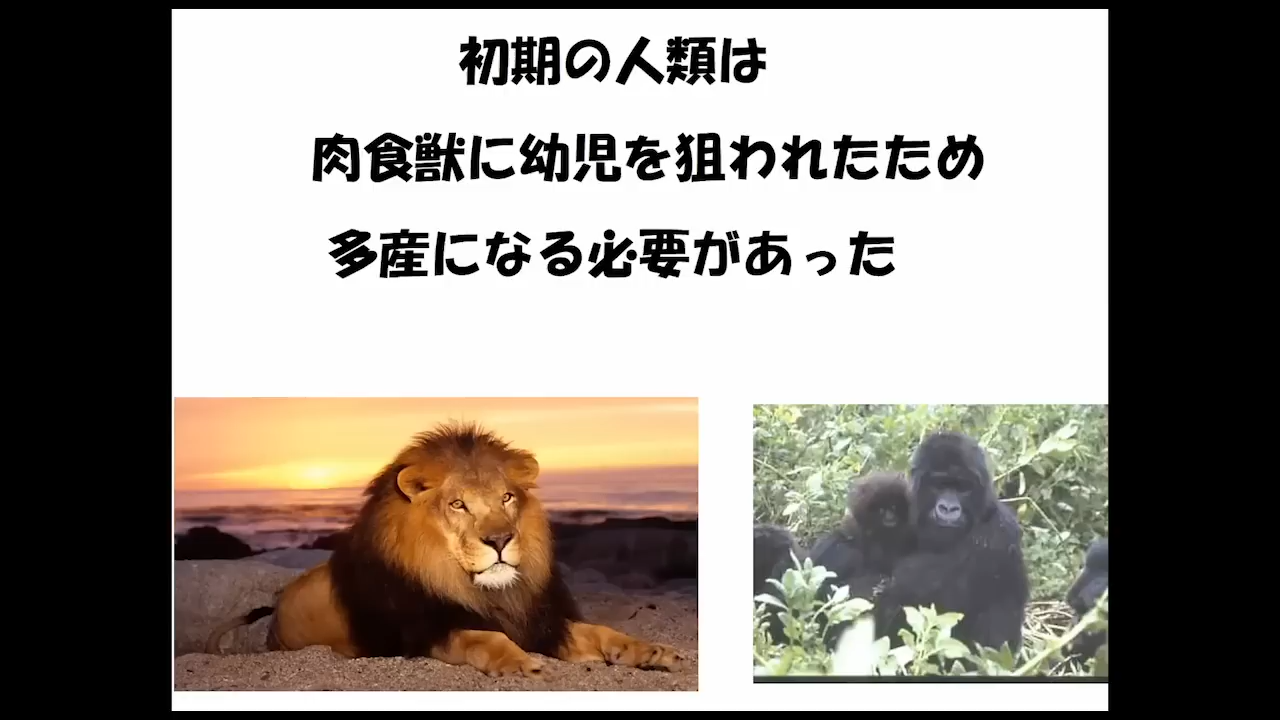 初期の人類は
肉食獣に幼児を狙われたため
多産になる必要があった